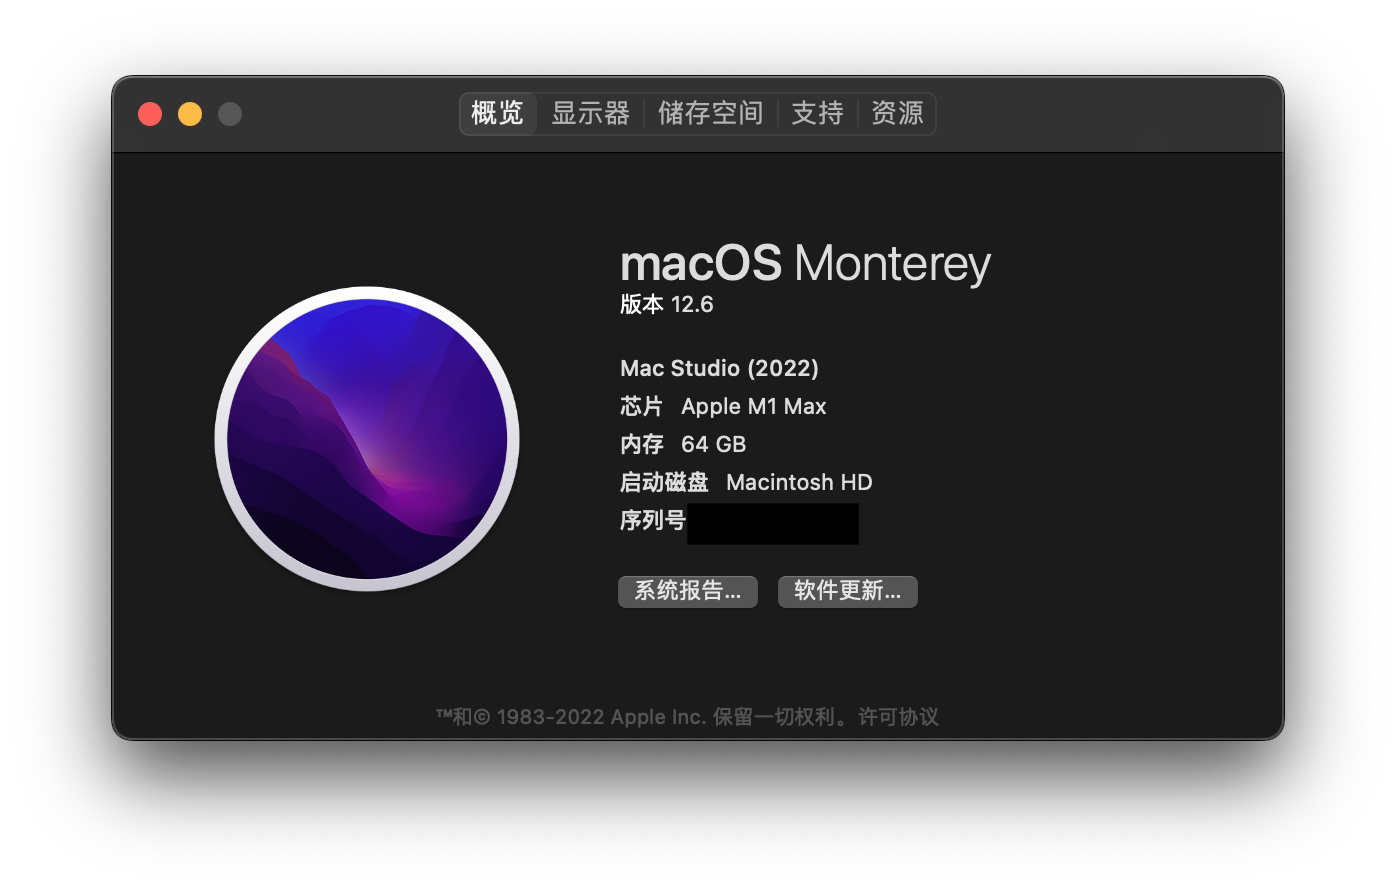 概览 显示器 储存空间 支持 资源
macOS Monterey
版本 12.6
Mac Studio (2022)
芯片 Apple M1 Max
内存 64 GB
启动磁盘 Macintosh HD
序列号
系统报告... 软件更新...
™和© 1983-2022 Apple Inc. 保留一切权利。许可协议